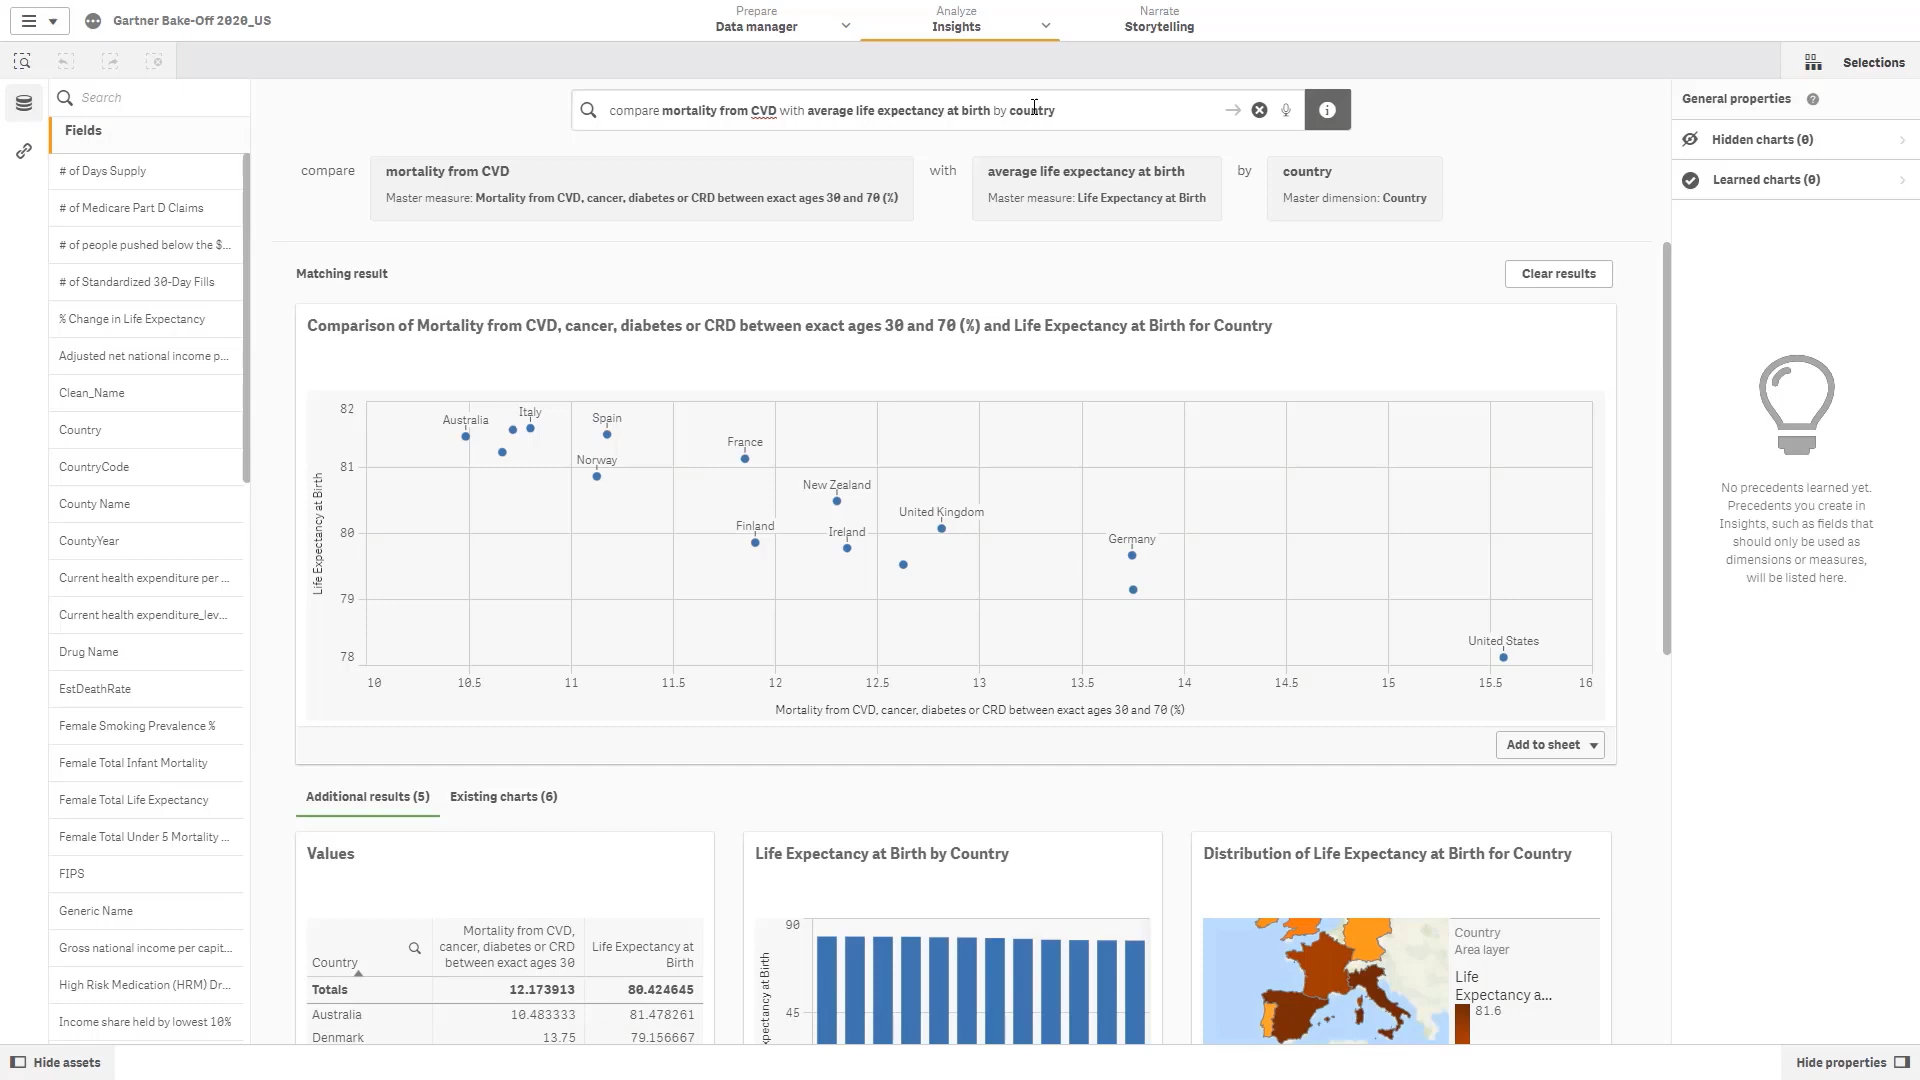 Gartner Bake-Off 2020_US
Prepare
Data manager
Analyze
Insights
Narrate
Storytelling
Selections
Search
Fields
# of Days Supply
# of Medicare Part D Claims
# of people pushed below the $...
# of Standardized 30-Day Fills
% Change in Life Expectancy
Adjusted net national income p...
Clean_Name
Country
CountryCode
County Name
CountyYear
Current health expenditure per ...
Current health expenditure_lev...
Drug Name
EstDeathRate
Female Smoking Prevalence %
Female Total Infant Mortality
Female Total Life Expectancy
Female Total Under 5 Mortality ...
FIPS
Generic Name
Gross national income per capit...
High Risk Medication (HRM) Dr...
Income share held by lowest 10%
Hide assets
compare mortality from CVD with average life expectancy at birth by country
compare
mortality from CVD
Master measure: Mortality from CVD, cancer, diabetes or CRD between exact ages 30 and 70 (%)
with
average life expectancy at birth
Master measure: Life Expectancy at Birth
by
country
Master dimension: Country
Matching result
Clear results
Comparison of Mortality from CVD, cancer, diabetes or CRD between exact ages 30 and 70 (%) and Life Expectancy at Birth for Country
Life Expectancy at Birth
82
81
80
79
78
Australia
Italy
Spain
Norway
France
New Zealand
United Kingdom
Finland
Ireland
Germany
United States
10 10.5 11 11.5 12 12.5 13 13.5 14 14.5 15 15.5 16
Mortality from CVD, cancer, diabetes or CRD between exact ages 30 and 70 (%)
Add to sheet
Additional results (5)
Existing charts (6)
Values
Country
Mortality from CVD,
cancer, diabetes or CRD
between exact ages 30
Life Expectancy at
Birth
Totals 12.173913 80.424645
Australia 10.483333 81.478261
Denmark 13.75 79.156667
Life Expectancy at Birth by Country
90
45
xpectancy at Birth
Distribution of Life Expectancy at Birth for Country
Country
Area layer
Life
Expectancy a...
81.6
General properties
Hidden charts (0)
Learned charts (0)
No precedents learned yet.
Precedents you create in
Insights, such as fields that
should only be used as
dimensions or measures,
will be listed here.
Hide properties